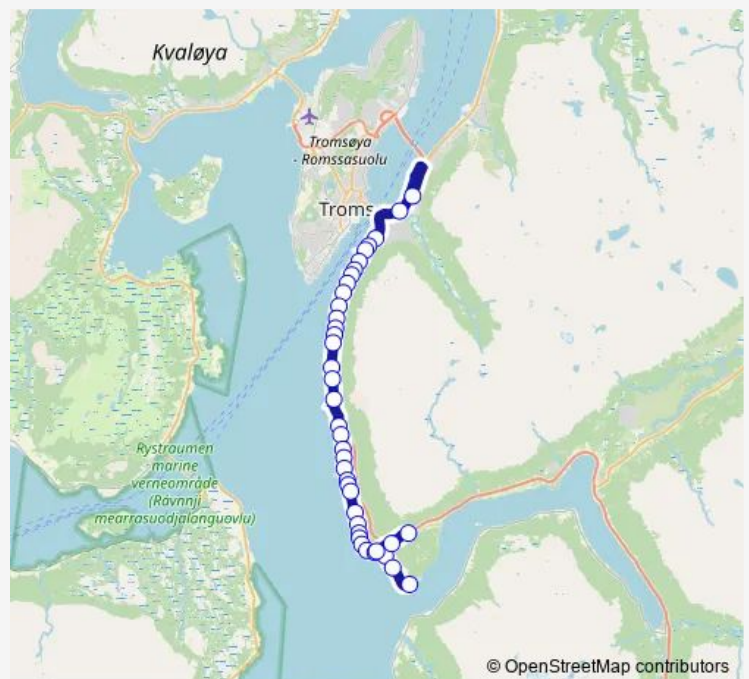 Kvaløya
Tromsøya
- Romssasuolu
Troms
Rystraumen
marine
verneområde
(Rávnnji
mearrasuodjalanguovlu)
© OpenStreetMap contributors